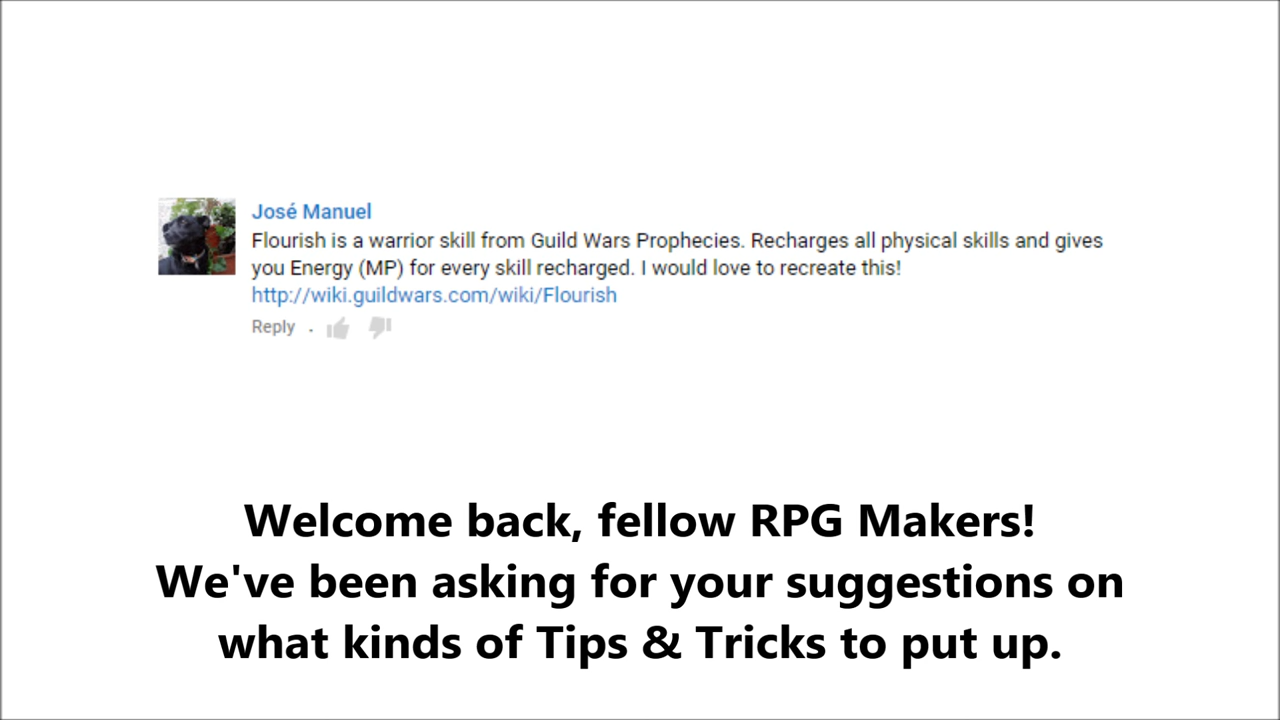 José Manuel
Flourish is a warrior skill from Guild Wars Prophecies. Recharges all physical skills and gives
you Energy (MP) for every skill recharged. I would love to recreate this!
http://wiki.guildwars.com/wiki/Flourish
Reply .
Welcome back, fellow RPG Makers!
We've been asking for your suggestions on
what kinds of Tips & Tricks to put up.